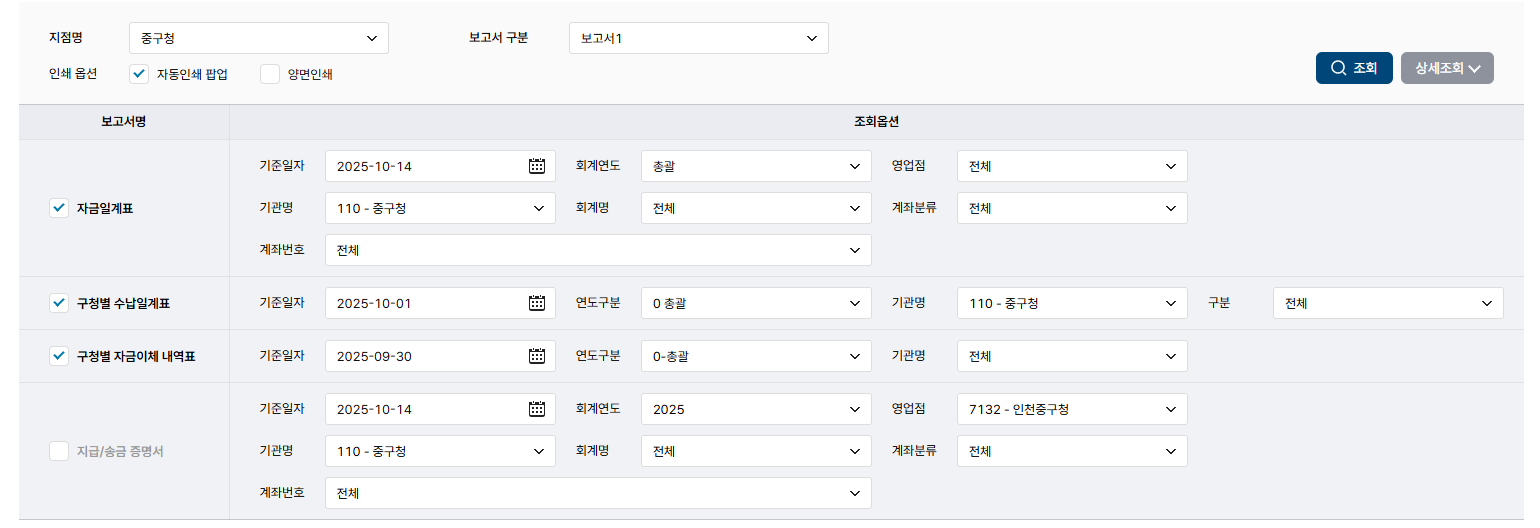 지점명 중구청 보고서 구분 보고서1
인쇄 옵션 자동인쇄 팝업 양면인쇄 조회 상세조회
보고서명 조회옵션
기준일자 2025-10-14 회계연도 총괄 영업점 전체
자금일계표 기관명 110 - 중구청 회계명 전체 계좌분류 전체
계좌번호 전체
구청별 수납일계표 기준일자 2025-10-01 연도구분 0 총괄 기관명 110 - 중구청 구분 전체
구청별 자금이체 내역표 기준일자 2025-09-30 연도구분 0-총괄 기관명 전체
기준일자 2025-10-14 회계연도 2025 영업점 7132 - 인천중구청
지급/송금 증명서 기관명 110 - 중구청 회계명 전체 계좌분류 전체
계좌번호 전체